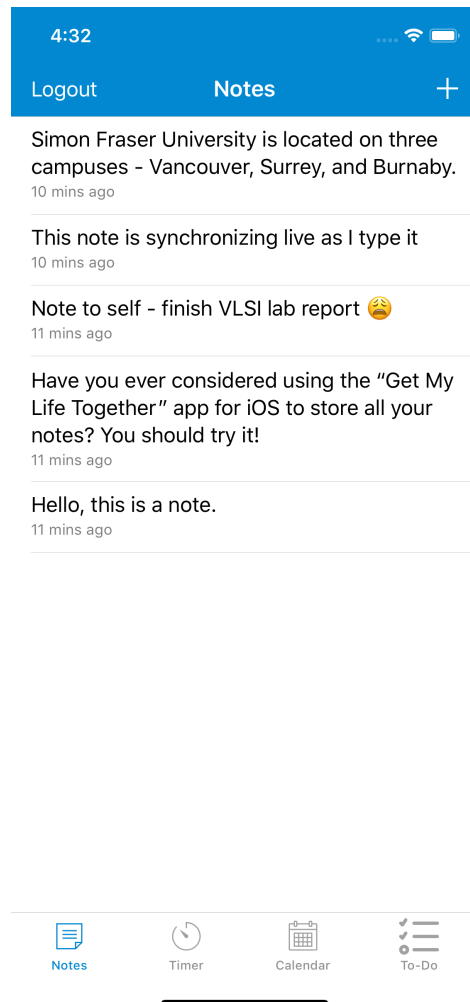 4:32
Logout Notes +
Simon Fraser University is located on three
campuses - Vancouver, Surrey, and Burnaby.
10 mins ago
This note is synchronizing live as I type it
10 mins ago
Note to self - finish VLSI lab report 😩
11 mins ago
Have you ever considered using the “Get My
Life Together” app for iOS to store all your
notes? You should try it!
11 mins ago
Hello, this is a note.
11 mins ago
Notes Timer Calendar To-Do